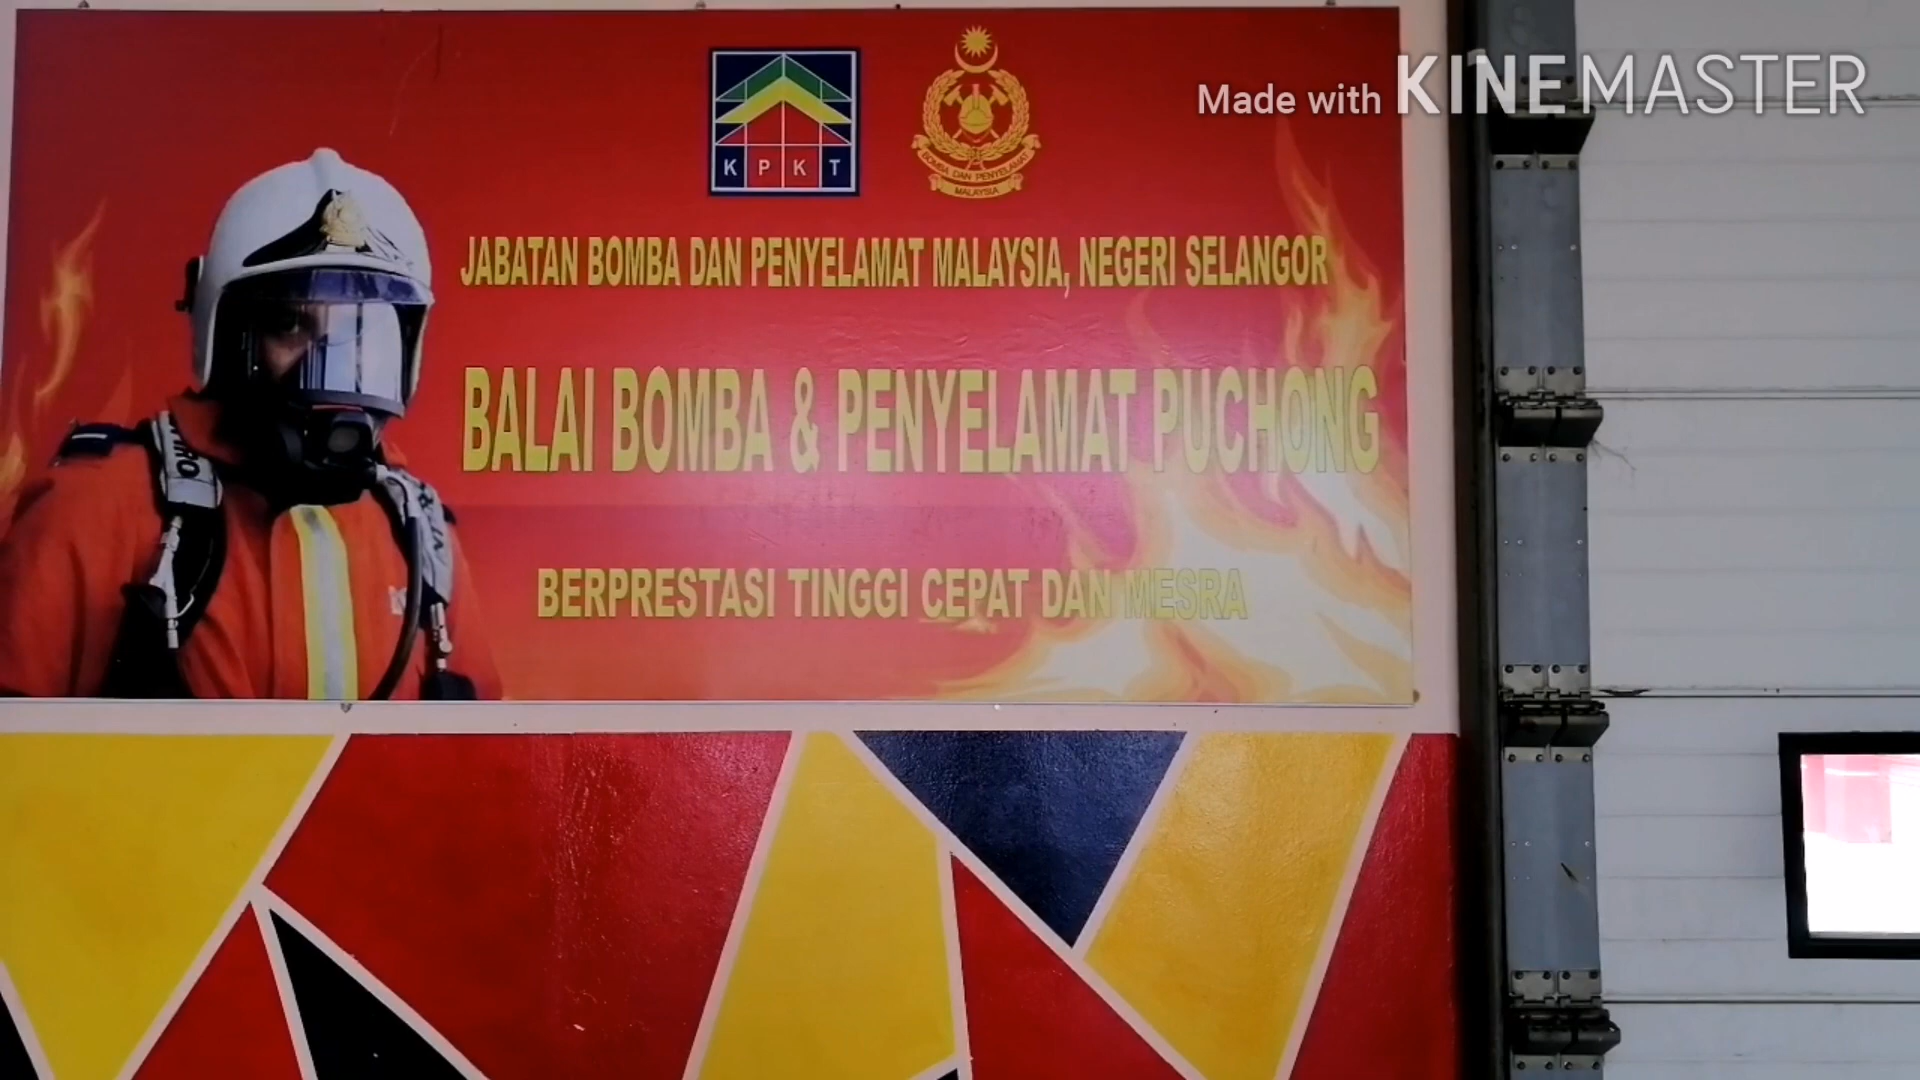 Made with KINEMASTER
K P K T
BOMBA DAN PENYELAMAT
MALAYSIA
JABATAN BOMBA DAN PENYELAMAT MALAYSIA, NEGERI SELANGOR
BALAI BOMBA & PENYELAMAT PUCHONG
BERPRESTASI TINGGI CEPAT DAN MESRA